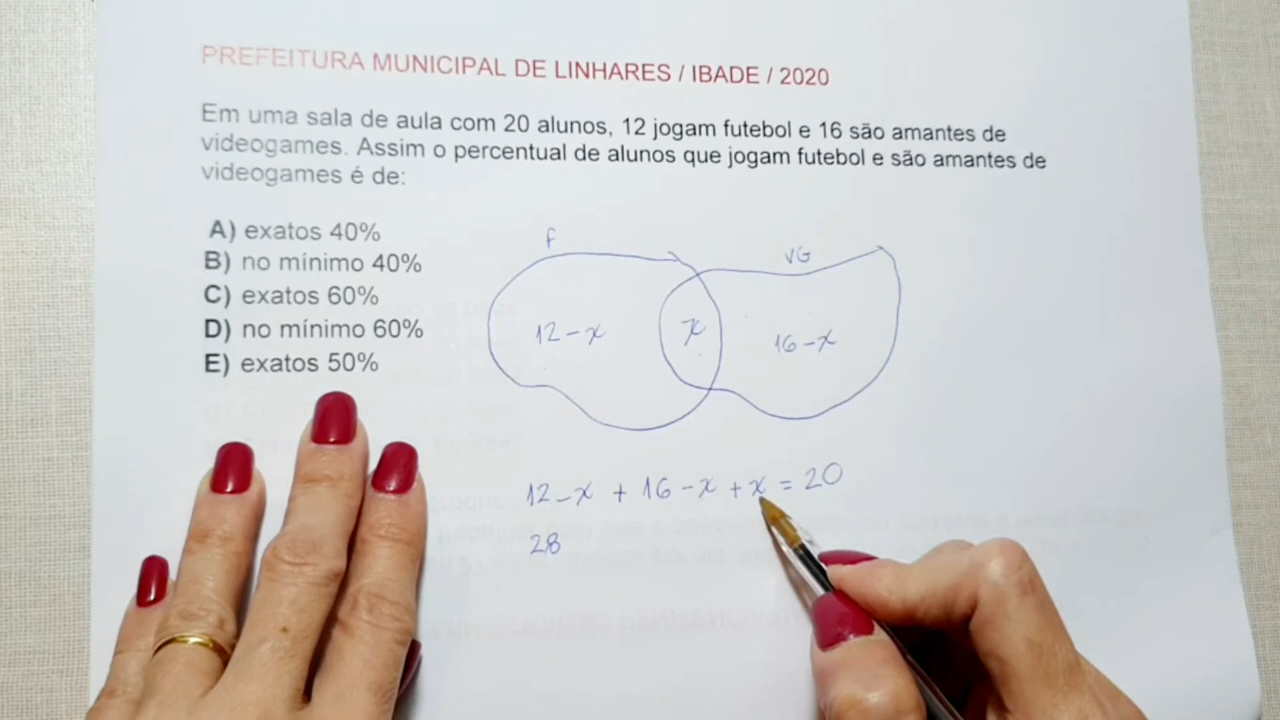 PREFEITURA MUNICIPAL DE LINHARES / IBADE / 2020
Em uma sala de aula com 20 alunos, 12 jogam futebol e 16 são amantes de
videogames. Assim o percentual de alunos que jogam futebol e são amantes de
videogames é de:
A) exatos 40%
B) no mínimo 40%
C) exatos 60%
D) no mínimo 60%
E) exatos 50%
F
VG
12-x
x
16-x
12-x + 16-x +x = 20
28